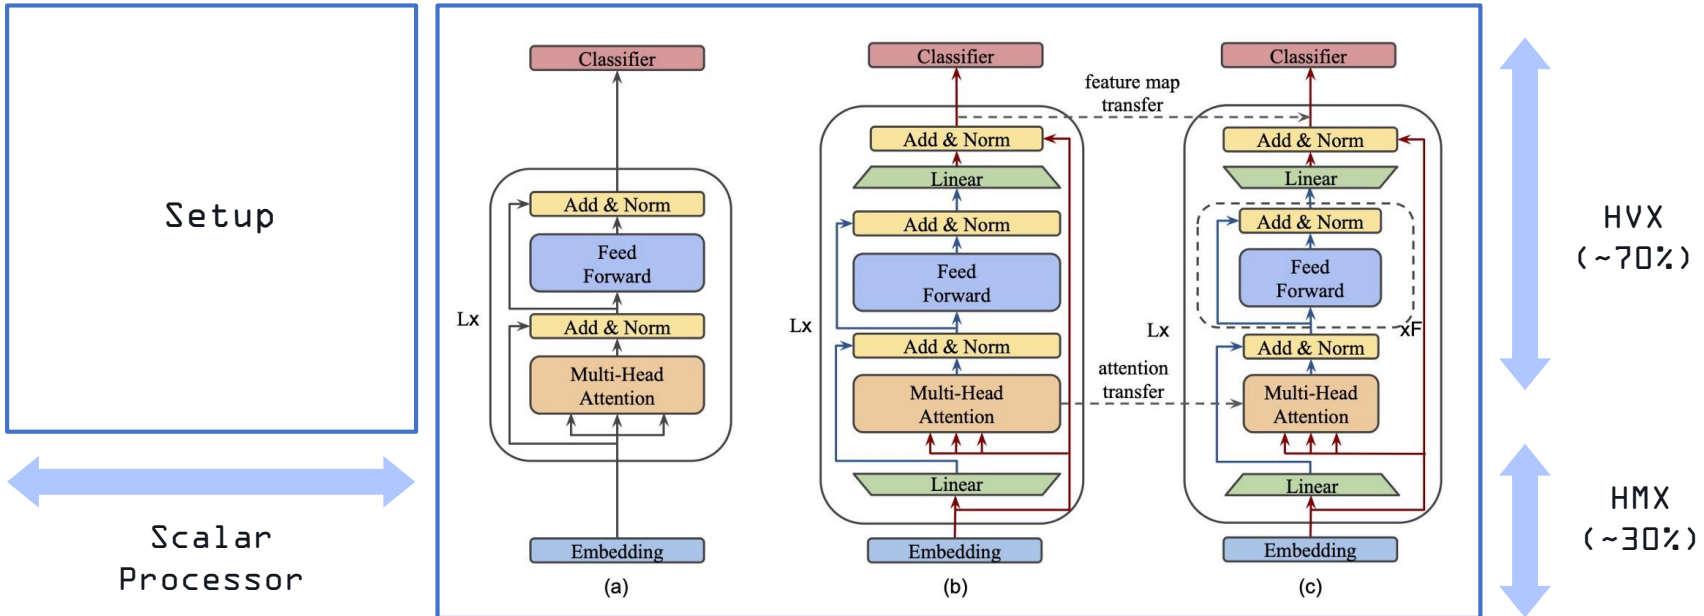 Setup
Scalar
Processor
Classifier
Add & Norm
Feed
Forward
Lx
Add & Norm
Multi-Head
Attention
Embedding
(a)
Classifier
Add & Norm
Linear
Add & Norm
Feed
Forward
Lx
Add & Norm
Multi-Head
Attention
Linear
Embedding
(b)
feature map
transfer
attention
transfer
Classifier
Add & Norm
Linear
Add & Norm
Feed
Forward
Lx
xF
Add & Norm
Multi-Head
Attention
Linear
Embedding
(c)
HVX
(~70%)
HMX
(~30%)